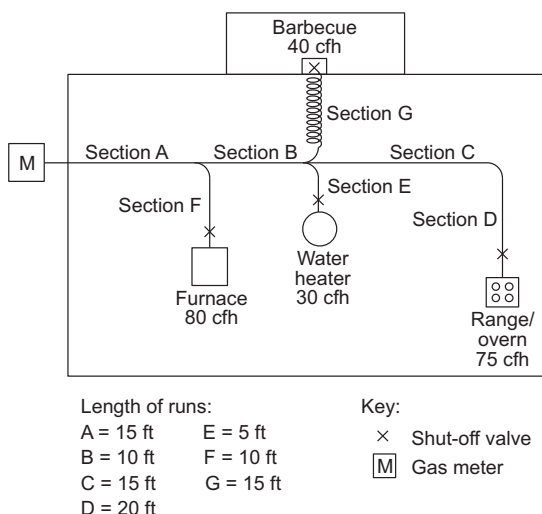 Barbecue
40 cfh
Section G
M
Section A
Section B
Section C
Section E
Section F
Section D
Water
heater
30 cfh
Furnace
80 cfh
Range/
overn
75 cfh
Length of runs:
A = 15 ft
E = 5 ft
B = 10 ft
F = 10 ft
C = 15 ft
G = 15 ft
D = 20 ft
Key:
Shut-off valve
M Gas meter